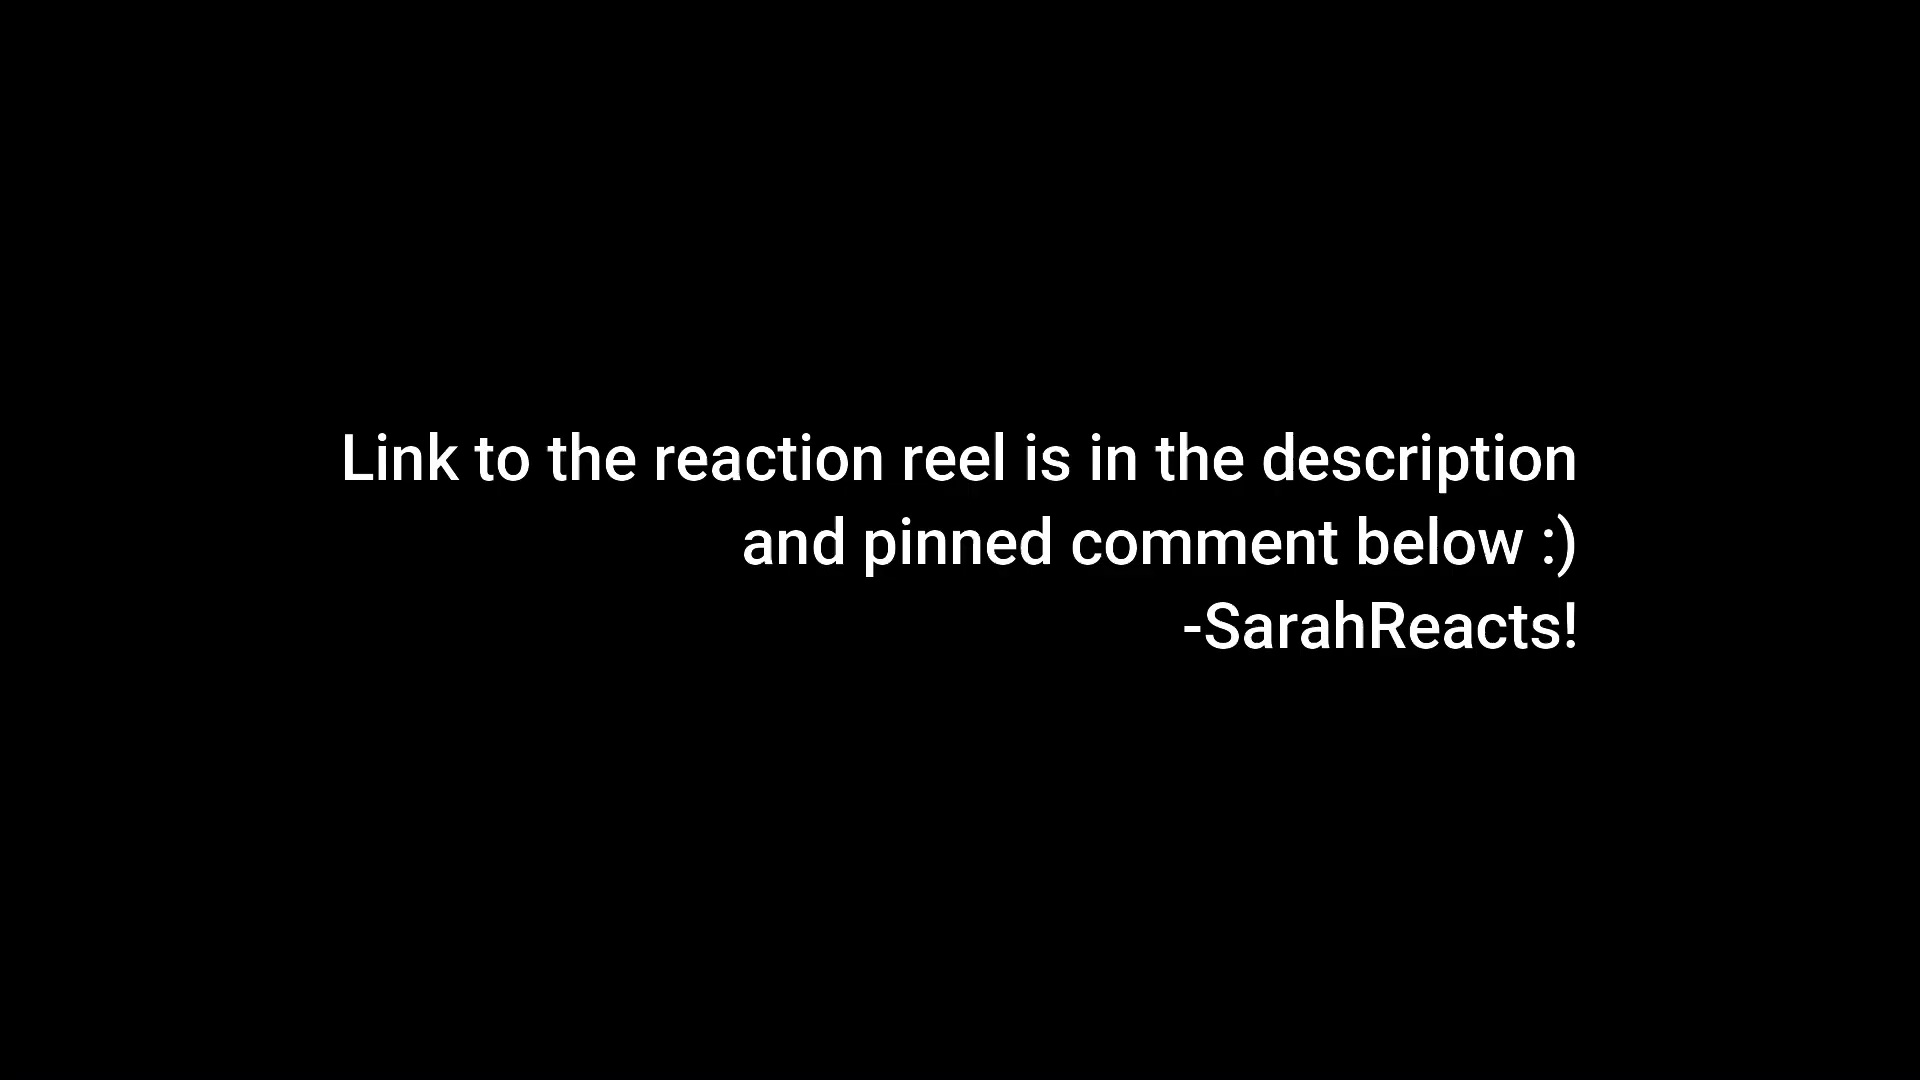 Link to the reaction reel is in the description
and pinned comment below :)
-SarahReacts!